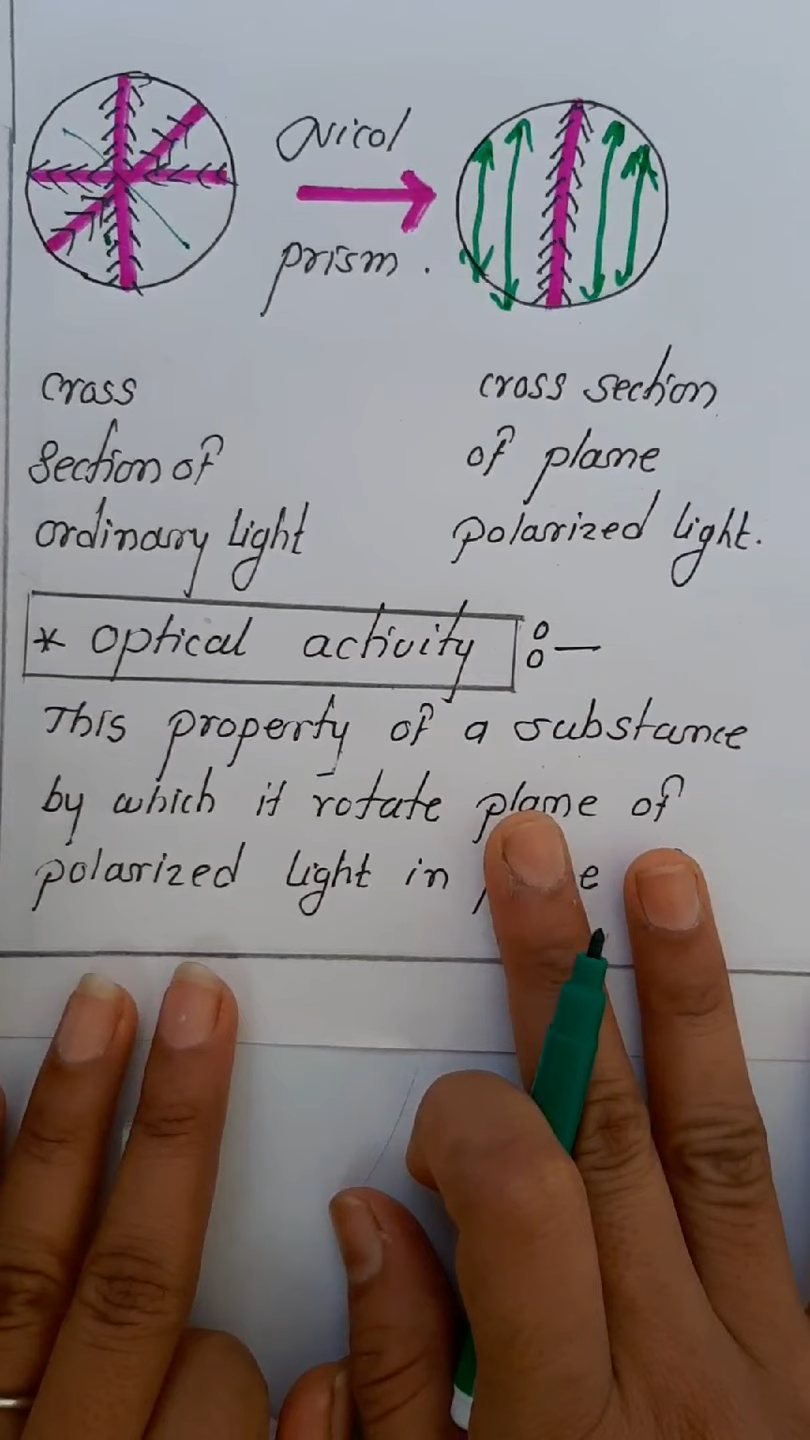 Nicol
prism.
cross
section of
ordinary light
cross section
of plane
polarized light.
* optical activity :—
This property of a substance
by which it rotate plane of
polarized light in